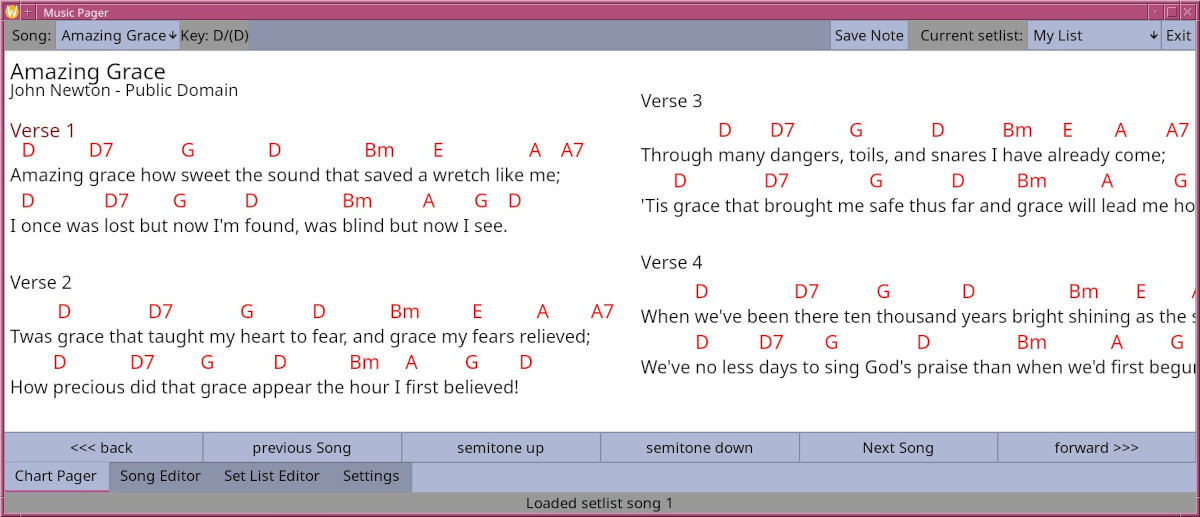 Music Pager
Song: Amazing Grace Key: D/(D) Save Note Current setlist: My List Exit
Amazing Grace
John Newton - Public Domain
Verse 1
D D7 G D Bm E A A7
Amazing grace how sweet the sound that saved a wretch like me;
D D7 G D Bm A G D
I once was lost but now I'm found, was blind but now I see.
Verse 2
D D7 G D Bm E A A7
Twas grace that taught my heart to fear, and grace my fears relieved;
D D7 G D Bm A G D
How precious did that grace appear the hour I first believed!
Verse 3
D D7 G D Bm E A A7
Through many dangers, toils, and snares I have already come;
D D7 G D Bm A G
'Tis grace that brought me safe thus far and grace will lead me ho
Verse 4
D D7 G D Bm E
When we've been there ten thousand years bright shining as the s
D D7 G D Bm A G
We've no less days to sing God's praise than when we'd first begu
<<< back previous Song semitone up semitone down Next Song forward >>>
Chart Pager Song Editor Set List Editor Settings
Loaded setlist song 1